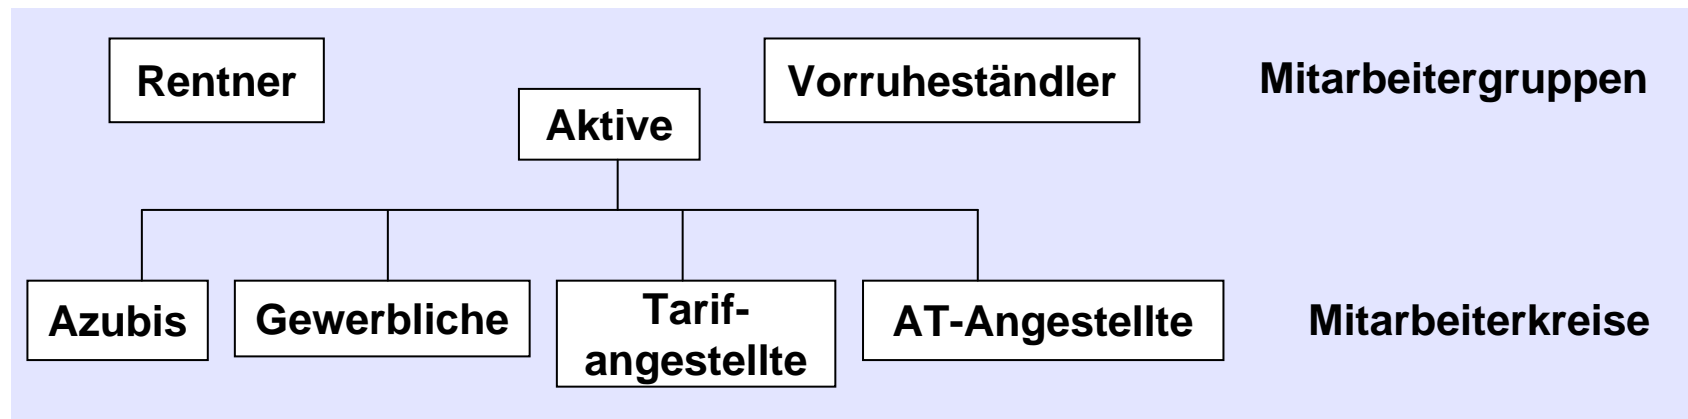 Rentner
Aktive
Vorruheständler
Mitarbeitergruppen
Azubis
Gewerbliche
Tarif-
angestellte
AT-Angestellte
Mitarbeiterkreise